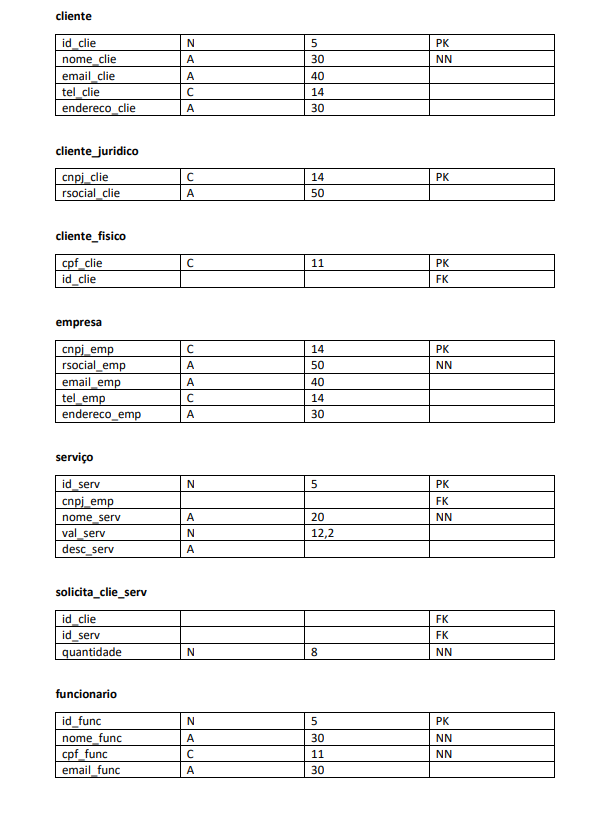 cliente
id_clie N 5 PK
nome_clie A 30 NN
email_clie A 40
tel_clie C 14
endereco_clie A 30
cliente_juridico
cnpj_clie C 14 PK
rsocial_clie A 50
cliente_fisico
cpf_clie C 11 PK
id_clie FK
empresa
cnpj_emp C 14 PK
rsocial_emp A 50 NN
email_emp A 40
tel_emp C 14
endereco_emp A 30
serviço
id_serv N 5 PK
cnpj_emp FK
nome_serv A 20 NN
val_serv N 12,2
desc_serv A
solicita_clie_serv
id_clie FK
id_serv FK
quantidade N 8 NN
funcionario
id_func N 5 PK
nome_func A 30 NN
cpf_func C 11 NN
email_func A 30